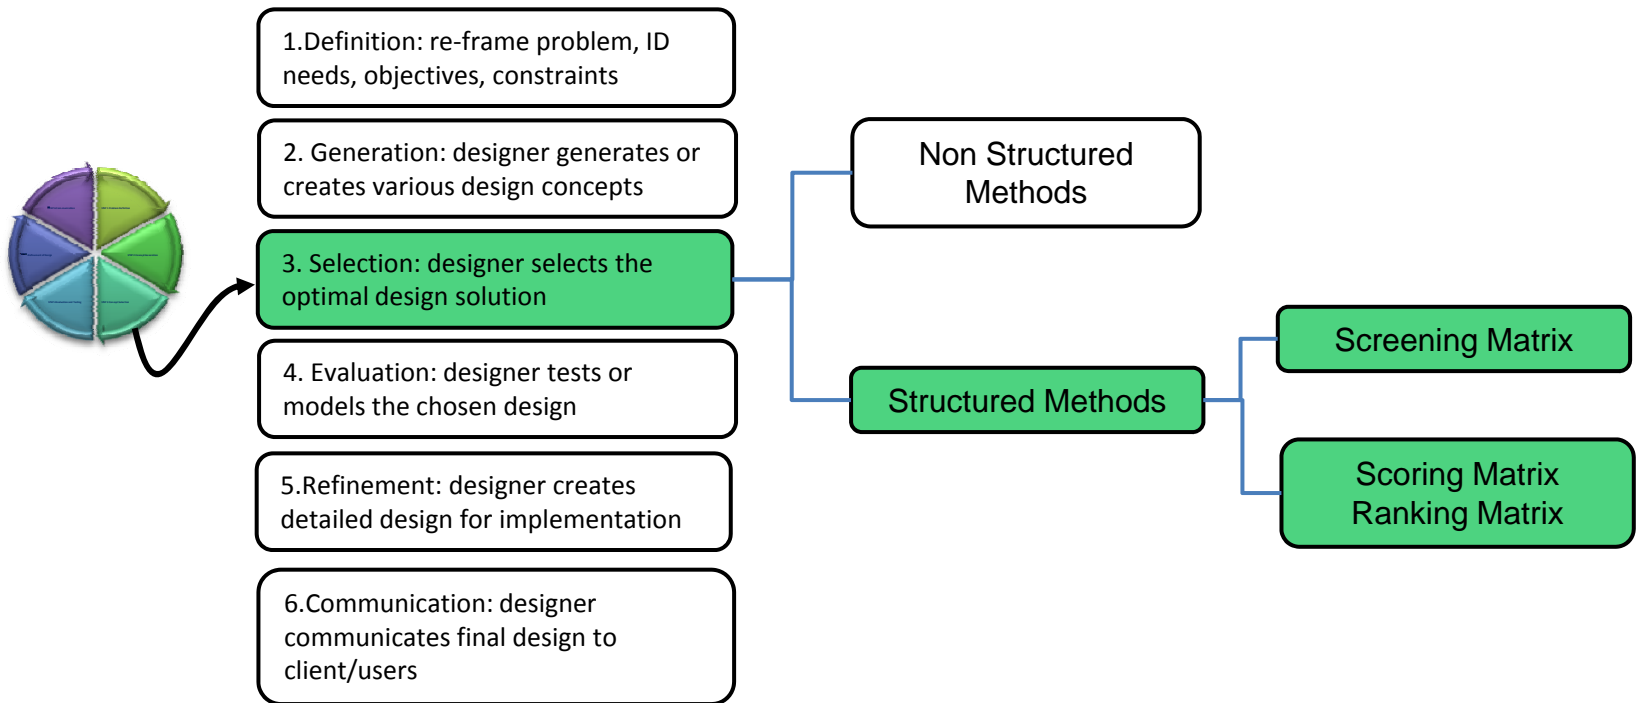 1.Definition: re-frame problem, ID
needs, objectives, constraints
2. Generation: designer generates or
creates various design concepts
3. Selection: designer selects the
optimal design solution
4. Evaluation: designer tests or
models the chosen design
5.Refinement: designer creates
detailed design for implementation
6.Communication: designer
communicates final design to
client/users
Non Structured
Methods
Structured Methods
Screening Matrix
Scoring Matrix
Ranking Matrix